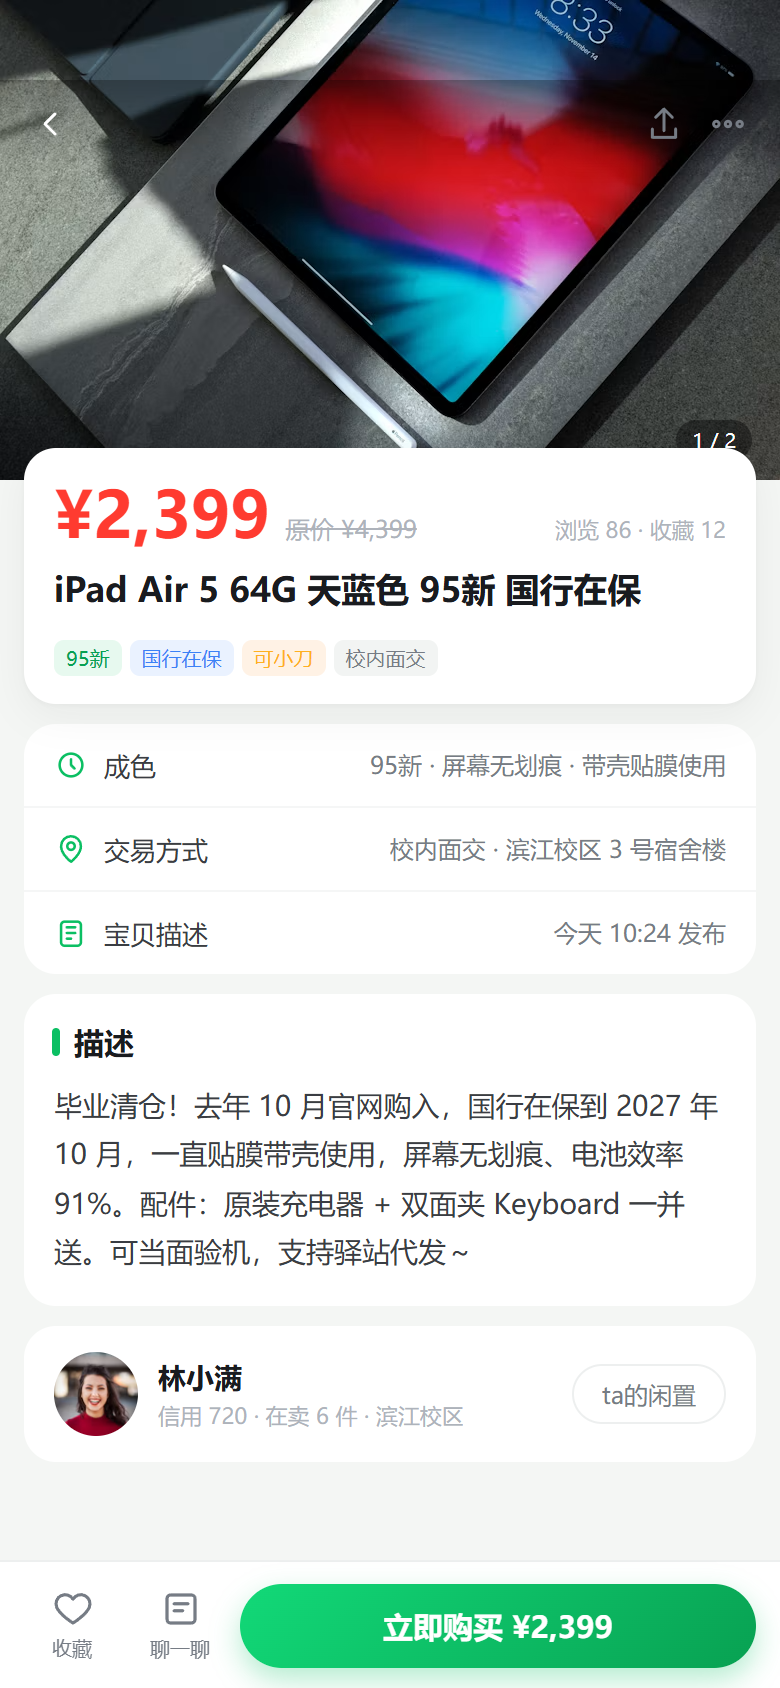 8:33
Wednesday, November 14
1 / 2
¥2,399 原价 ¥4,399 浏览 86 · 收藏 12
iPad Air 5 64G 天蓝色 95新 国行在保
95新 国行在保 可小刀 校内面交
成色 95新 · 屏幕无划痕 · 带壳贴膜使用
交易方式 校内面交 · 滨江校区 3 号宿舍楼
宝贝描述 今天 10:24 发布
描述
毕业清仓！去年 10 月官网购入，国行在保到 2027 年
10 月，一直贴膜带壳使用，屏幕无划痕、电池效率
91%。配件：原装充电器 + 双面夹 Keyboard 一并
送。可当面验机，支持驿站代发～
林小满
信用 720 · 在卖 6 件 · 滨江校区
ta的闲置
收藏 聊一聊 立即购买 ¥2,399